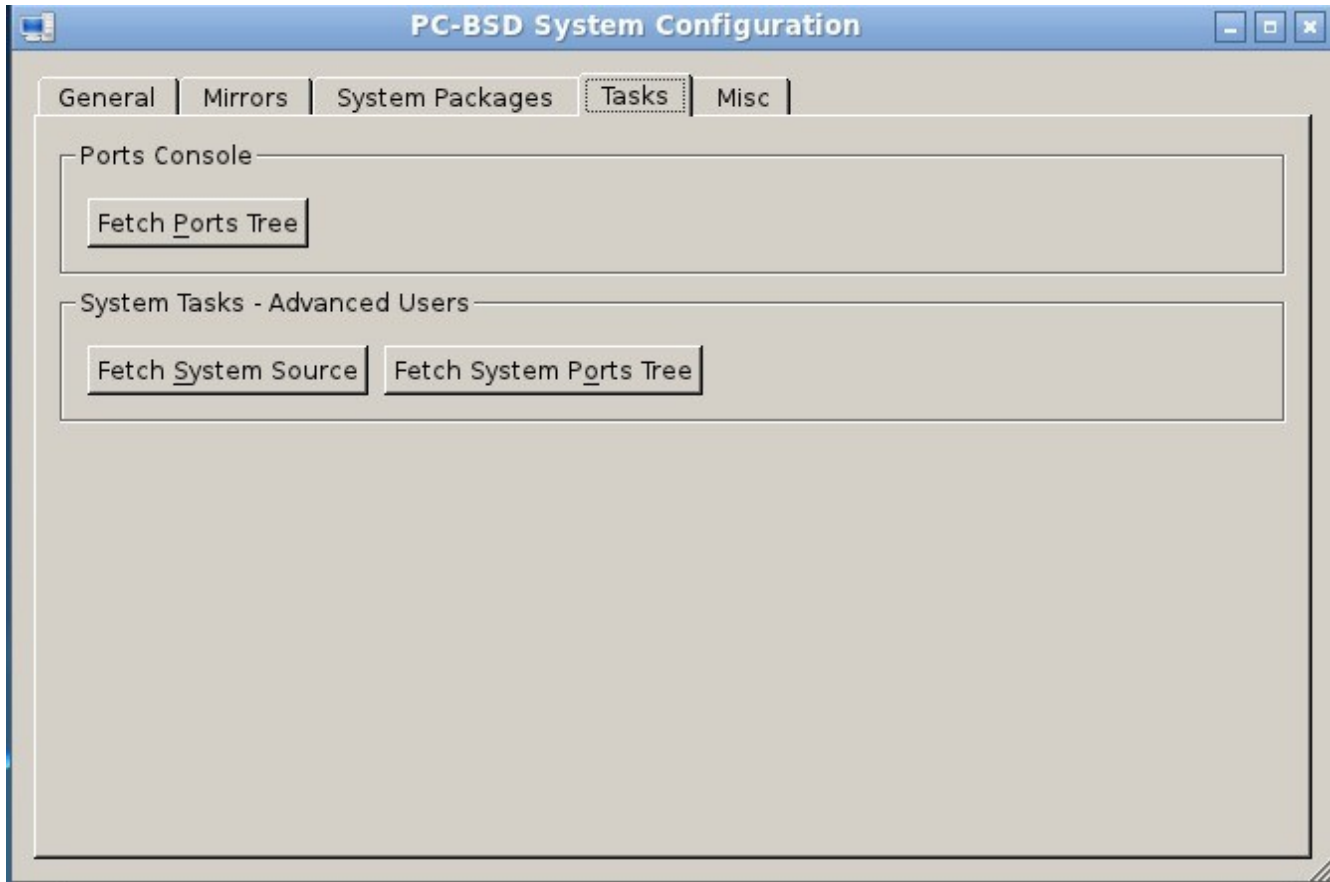 PC-BSD System Configuration
General Mirrors System Packages Tasks Misc
Ports Console
Fetch Ports Tree
System Tasks - Advanced Users
Fetch System Source Fetch System Ports Tree